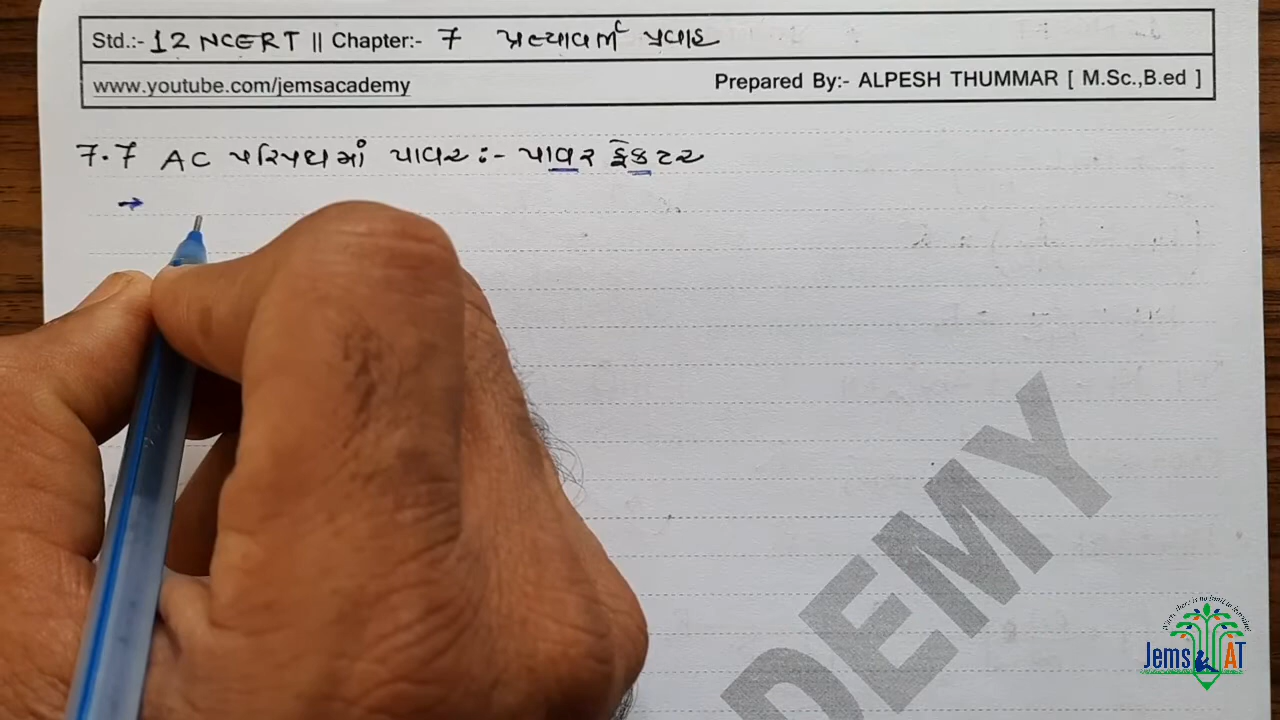 Std.:- 12 NCERT || Chapter:- 7 પ્રત્યાવર્ત પ્રવાહ
www.youtube.com/jemsacademy Prepared By:- ALPESH THUMMAR [ M.Sc.,B.ed ]
7.7 AC પરિપથમાં પાવર :- પાવર ફેકટર
→
DEMY
Jems AT